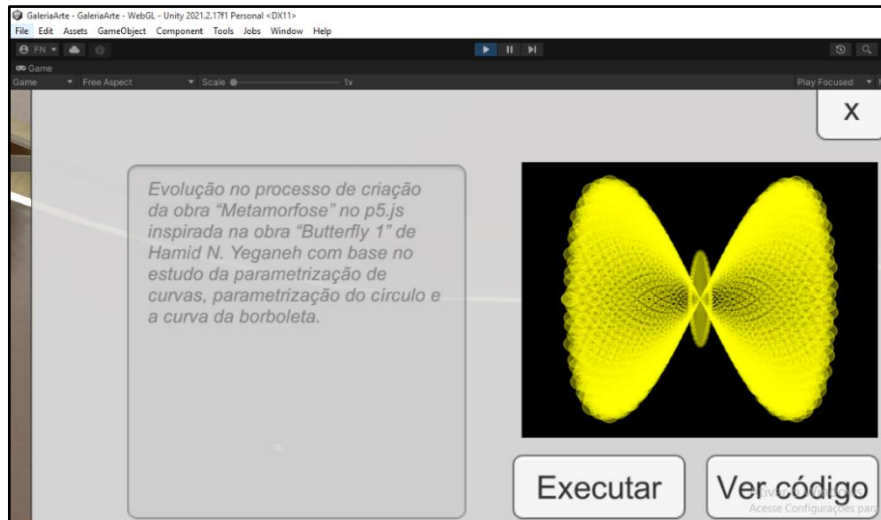 GaleriaArte - GaleriaArte - WebGL - Unity 2021.2.17f1 Personal <DX11>
File Edit Assets GameObject Component Tools Jobs Window Help
FN
Game
Game Free Aspect Scale 1x Play Focused
X
Evolução no processo de criação
da obra “Metamorfose” no p5.js
inspirada na obra “Butterfly 1” de
Hamid N. Yeganeh com base no
estudo da parametrização de
curvas, parametrização do círculo e
a curva da borboleta.
Executar Ver código
Acesse Configurações para